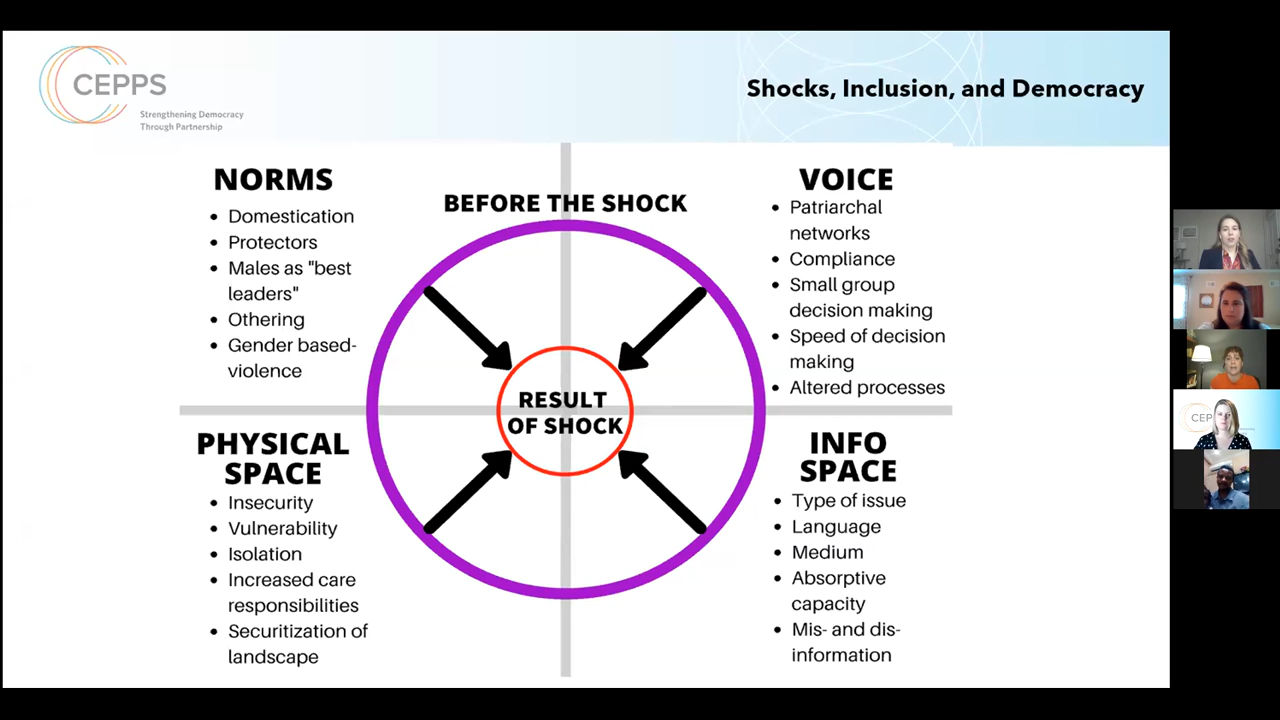 CEPPS
Strengthening Democracy
Through Partnership
Shocks, Inclusion, and Democracy
NORMS
• Domestication
• Protectors
• Males as "best
leaders"
• Othering
• Gender based-
violence
BEFORE THE SHOCK
VOICE
• Patriarchal
networks
• Compliance
• Small group
decision making
• Speed of decision
making
• Altered processes
RESULT
OF SHOCK
PHYSICAL
SPACE
• Insecurity
• Vulnerability
• Isolation
• Increased care
responsibilities
• Securitization of
landscape
INFO
SPACE
• Type of issue
• Language
• Medium
• Absorptive
capacity
• Mis- and dis-
information
CEP